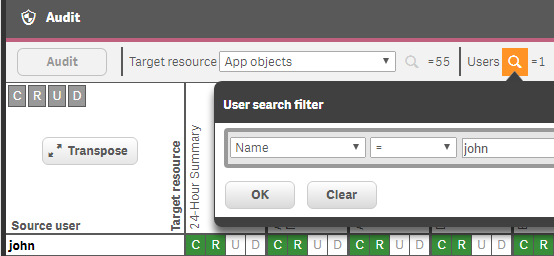 Audit
Audit Target resource App objects =55 Users =1
C R U D
User search filter
Name = john
Transpose
OK Clear
Target resource
24-Hour Summary
Source user
john C R U D C R U D C R U D C R U D C R